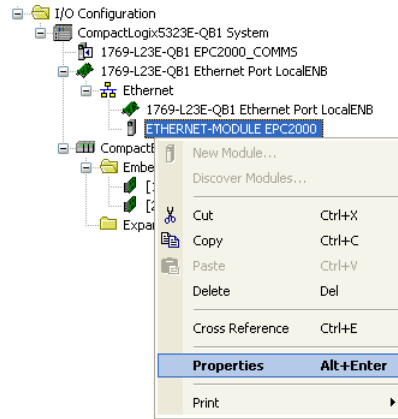 I/O Configuration
CompactLogix5323E-QB1 System
1769-L23E-QB1 EPC2000_COMMS
1769-L23E-QB1 Ethernet Port LocalENB
Ethernet
1769-L23E-QB1 Ethernet Port LocalENB
ETHERNET-MODULE EPC2000
New Module...
Discover Modules...
Cut Ctrl+X
Copy Ctrl+C
Paste Ctrl+V
Delete Del
Cross Reference Ctrl+E
Properties Alt+Enter
Print